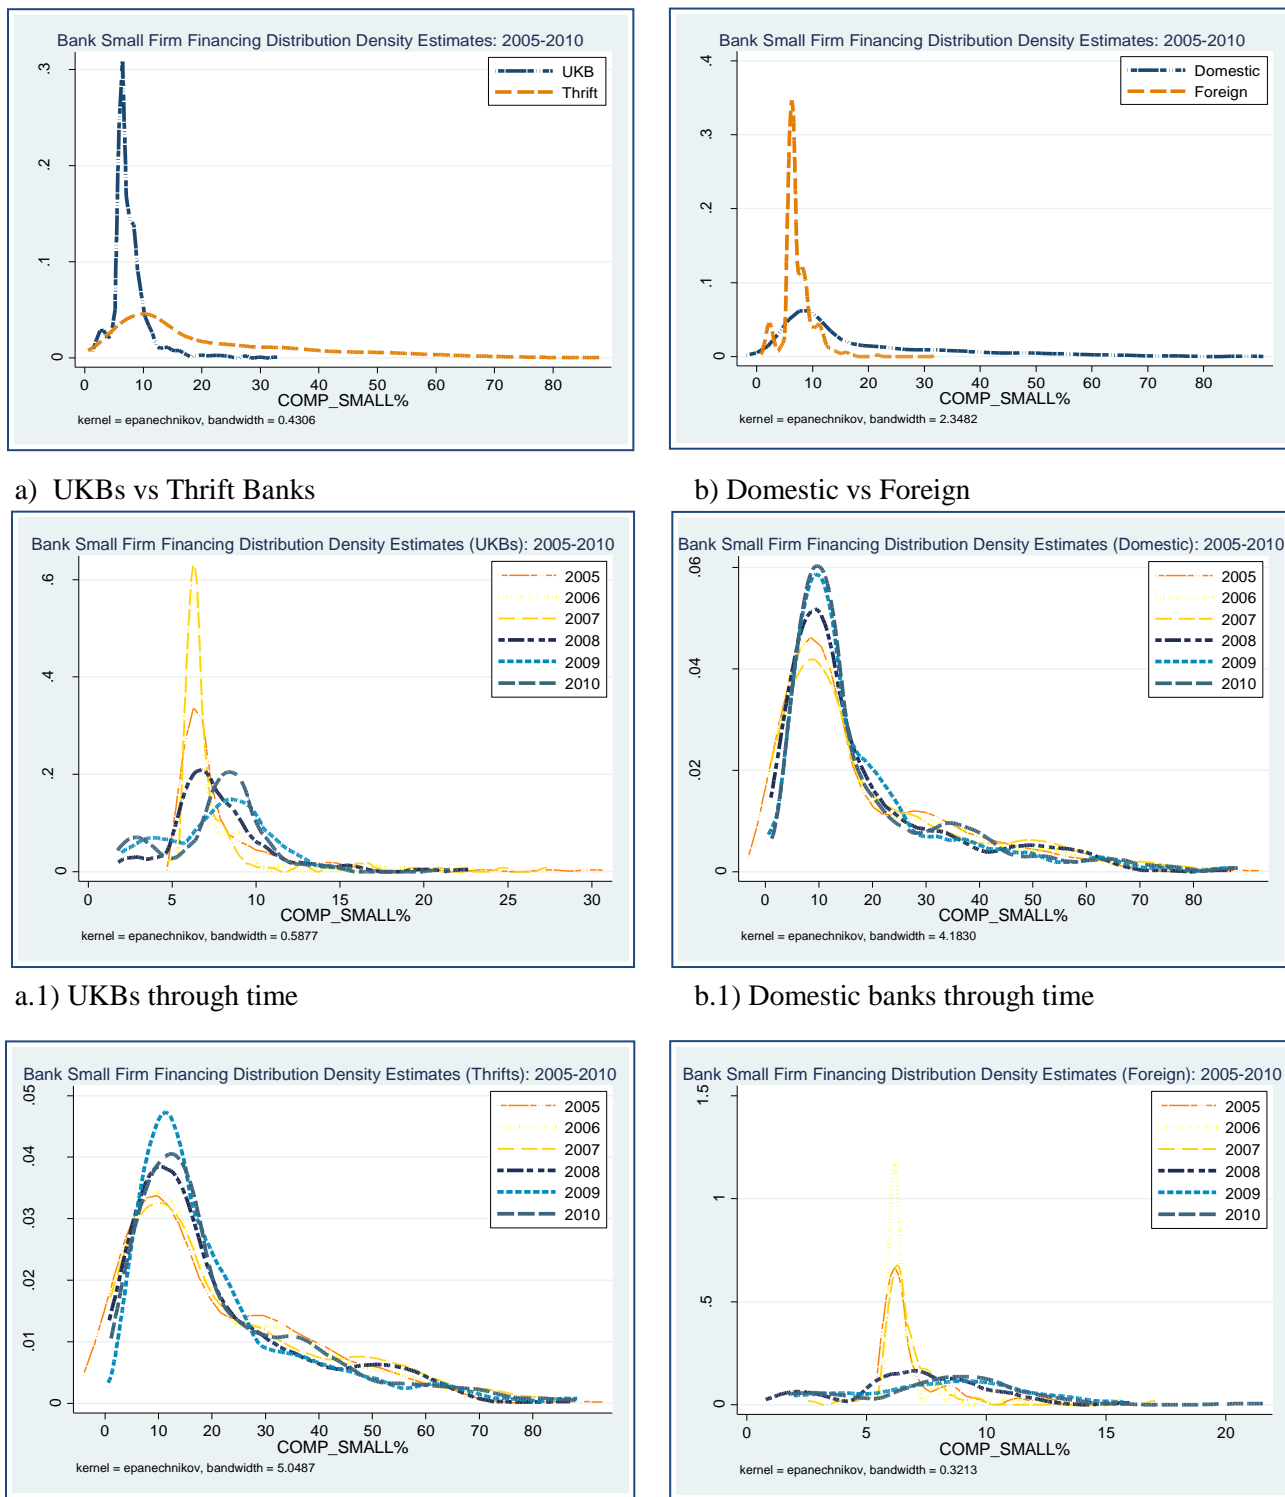 Bank Small Firm Financing Distribution Density Estimates: 2005-2010
UKB
Thrift
.3
.2
.1
0
0 10 20 30 40 50 60 70 80
COMP_SMALL%
kernel = epanechnikov, bandwidth = 0.4306
Bank Small Firm Financing Distribution Density Estimates: 2005-2010
Domestic
Foreign
.4
.3
.2
.1
0
0 10 20 30 40 50 60 70 80
COMP_SMALL%
kernel = epanechnikov, bandwidth = 2.3482
a) UKBs vs Thrift Banks
b) Domestic vs Foreign
Bank Small Firm Financing Distribution Density Estimates (UKBs): 2005-2010
2005
2006
2007
2008
2009
2010
.6
.4
.2
0
0 5 10 15 20 25 30
COMP_SMALL%
kernel = epanechnikov, bandwidth = 0.5877
Bank Small Firm Financing Distribution Density Estimates (Domestic): 2005-2010
2005
2006
2007
2008
2009
2010
.06
.04
.02
0
0 10 20 30 40 50 60 70 80
COMP_SMALL%
kernel = epanechnikov, bandwidth = 4.1830
a.1) UKBs through time
b.1) Domestic banks through time
Bank Small Firm Financing Distribution Density Estimates (Thrifts): 2005-2010
2005
2006
2007
2008
2009
2010
.05
.04
.03
.02
.01
0
0 10 20 30 40 50 60 70 80
COMP_SMALL%
kernel = epanechnikov, bandwidth = 5.0487
Bank Small Firm Financing Distribution Density Estimates (Foreign): 2005-2010
2005
2006
2007
2008
2009
2010
1.5
1
.5
0
0 5 10 15 20
COMP_SMALL%
kernel = epanechnikov, bandwidth = 0.3213